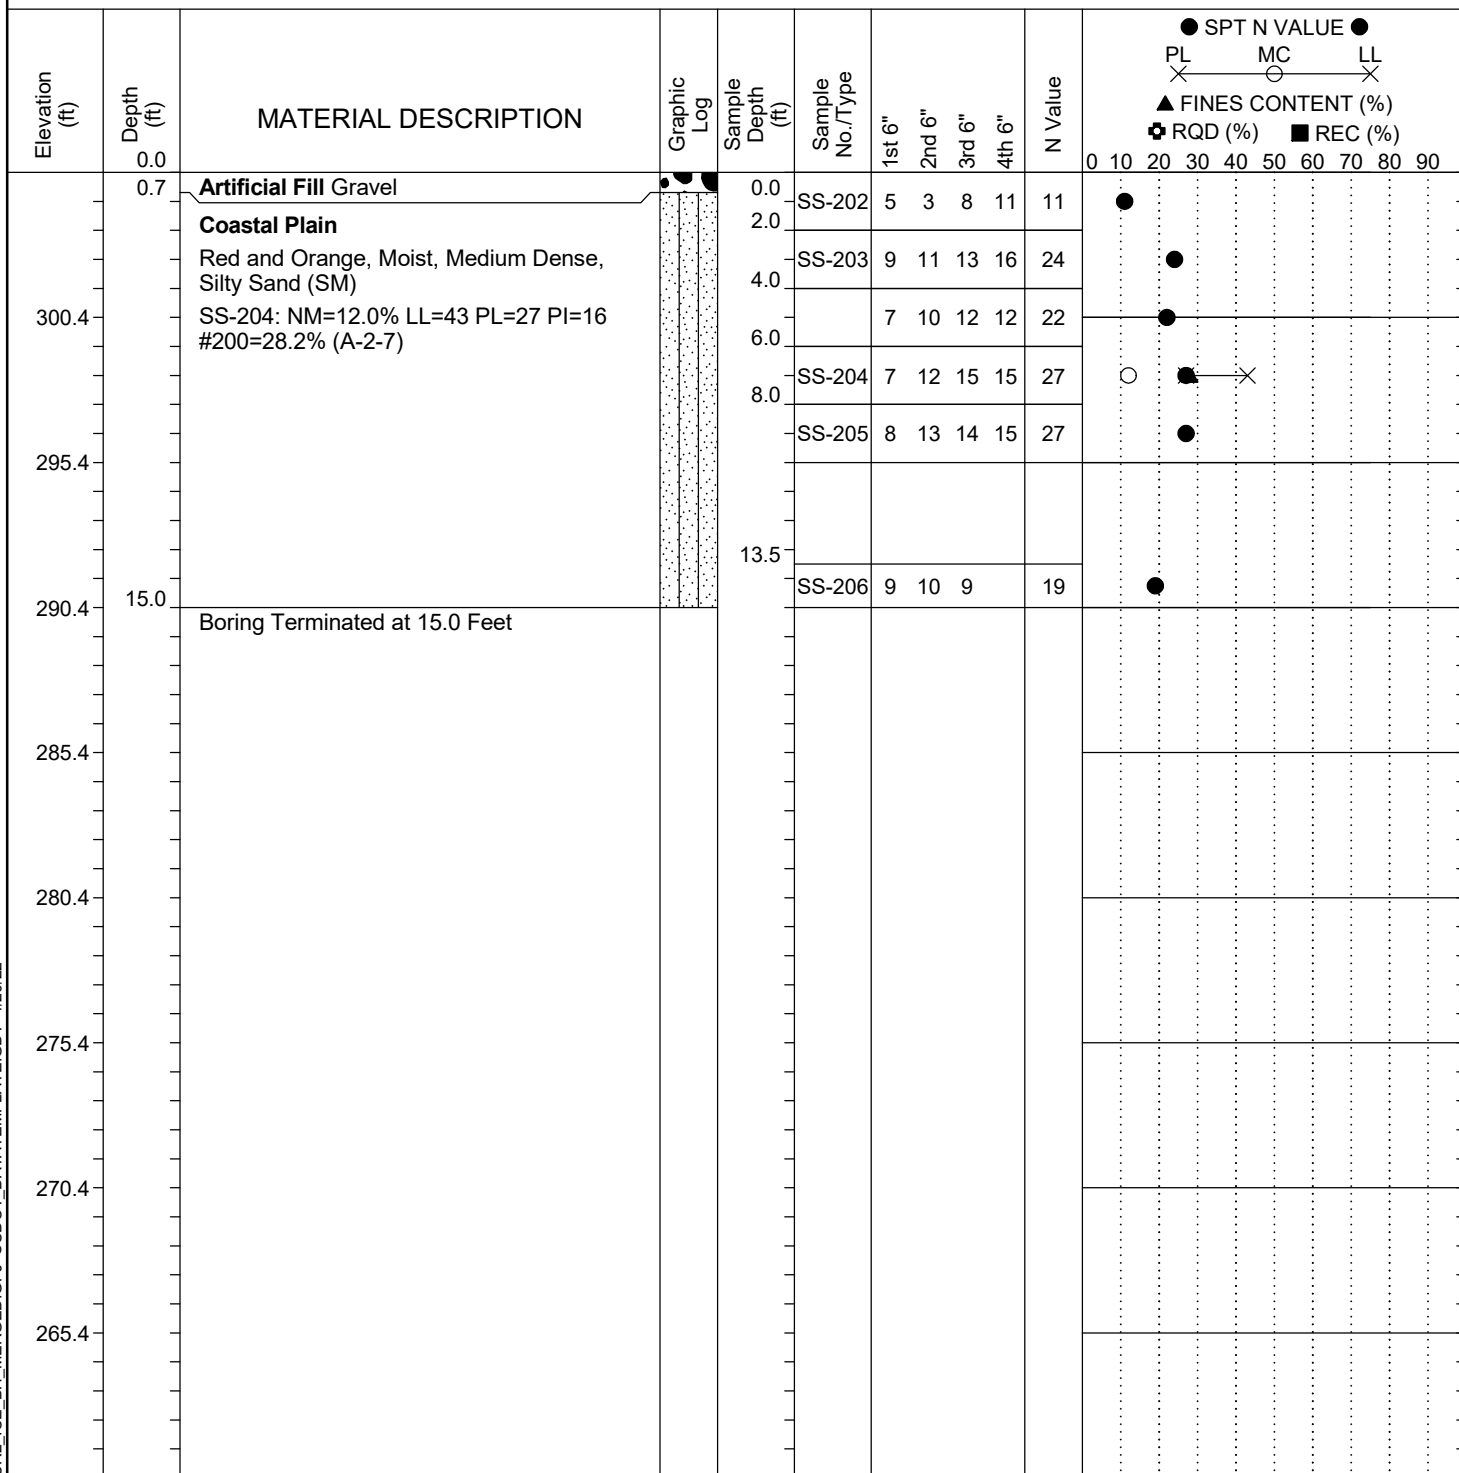 ● SPT N VALUE ●
PL MC LL
▲ FINES CONTENT (%)
RQD (%) ■ REC (%)
Elevation (ft)
Depth (ft)
MATERIAL DESCRIPTION
Graphic Log
Sample Depth (ft)
Sample No./Type
1st 6"
2nd 6"
3rd 6"
4th 6"
N Value
0.0
0 10 20 30 40 50 60 70 80 90
0.7 Artificial Fill Gravel 0.0
SS-202 5 3 8 11 11
2.0
Coastal Plain
Red and Orange, Moist, Medium Dense,
Silty Sand (SM)
SS-203 9 11 13 16 24
4.0
300.4 SS-204: NM=12.0% LL=43 PL=27 PI=16 7 10 12 12 22
#200=28.2% (A-2-7) 6.0
SS-204 7 12 15 15 27
8.0
SS-205 8 13 14 15 27
295.4
13.5
SS-206 9 10 9 19
15.0
290.4
Boring Terminated at 15.0 Feet
285.4
280.4
275.4
270.4
265.4